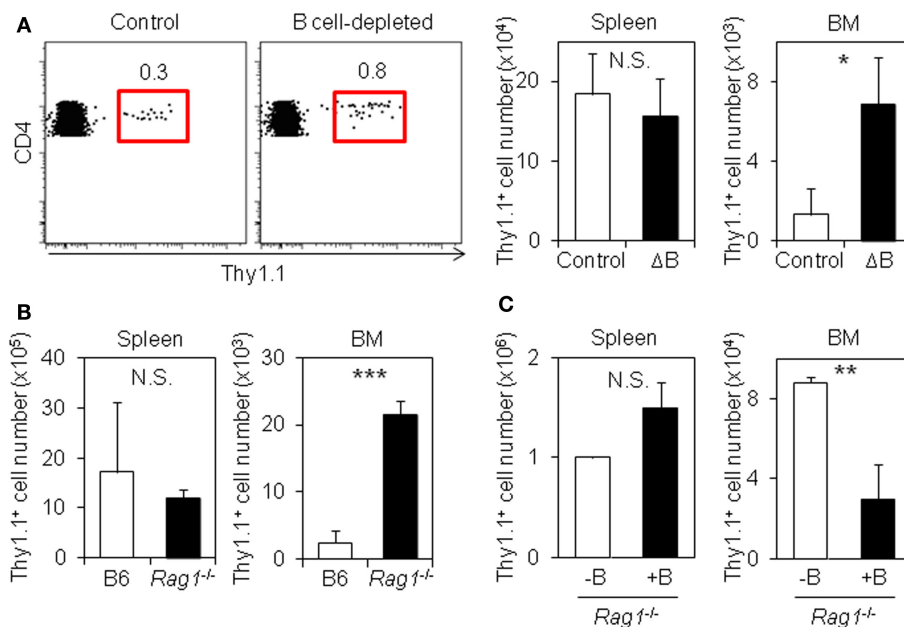 A
Control
B cell-depleted
0.3
0.8
CD4
Thy1.1
Spleen
Thy1.1+ cell number (x10⁴)
20
10
0
N.S.
Control ΔB
BM
Thy1.1+ cell number (x10³)
8
4
0
*
Control ΔB
B
Spleen
Thy1.1⁺ cell number (x10⁵)
40
30
20
10
0
N.S.
B6 Rag1⁻/⁻
BM
Thy1.1⁺ cell number (x10³)
30
20
10
0
***
B6 Rag1⁻/⁻
C
Spleen
Thy1.1⁺ cell number (x10⁶)
2
1
0
N.S.
-B +B
Rag1⁻/⁻
BM
Thy1.1⁺ cell number (x10⁴)
8
4
0
**
-B +B
Rag1⁻/⁻